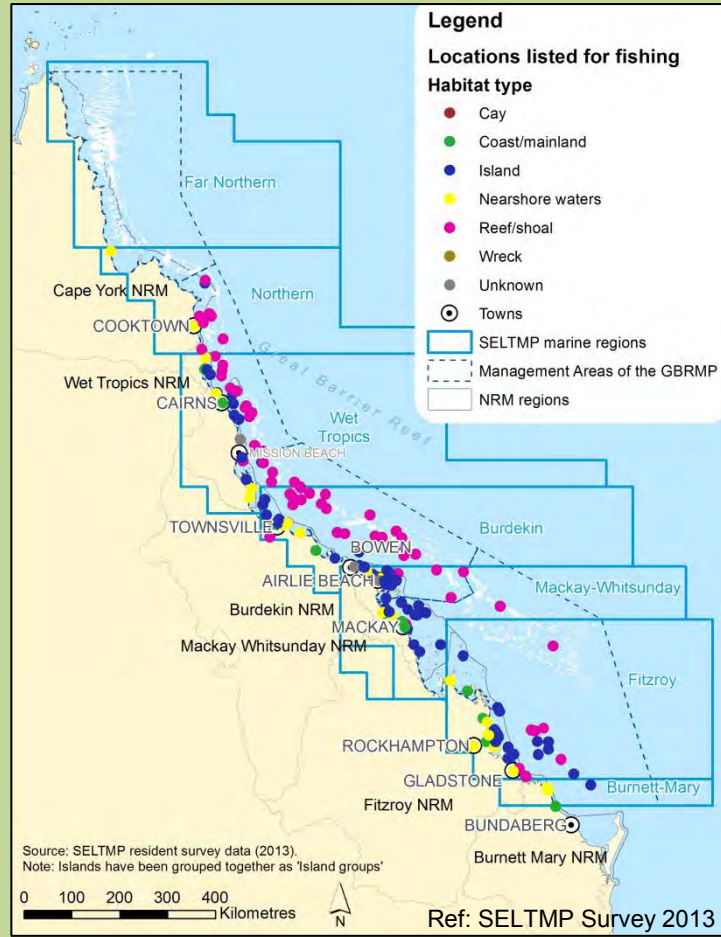 Legend
Locations listed for fishing
Habitat type
Cay
Coast/mainland
Island
Nearshore waters
Reef/shoal
Wreck
Unknown
Towns
SELTMP marine regions
Management Areas of the GBRMP
NRM regions
Far Northern
Cape York NRM
Northern
COOKTOWN
Great Barrier Reef
Wet Tropics NRM
CAIRNS
Wet
Tropics
MISSION BEACH
TOWNSVILLE
Burdekin
BOWEN
AIRLIE BEACH
Mackay-Whitsunday
Burdekin NRM
MACKAY
Mackay Whitsunday NRM
Fitzroy
ROCKHAMPTON
GLADSTONE
Burnett-Mary
Fitzroy NRM
BUNDABERG
Burnett Mary NRM
Source: SELTMP resident survey data (2013).
Note: Islands have been grouped together as 'Island groups'
0 100 200 300 400
Kilometres
N
Ref: SELTMP Survey 2013